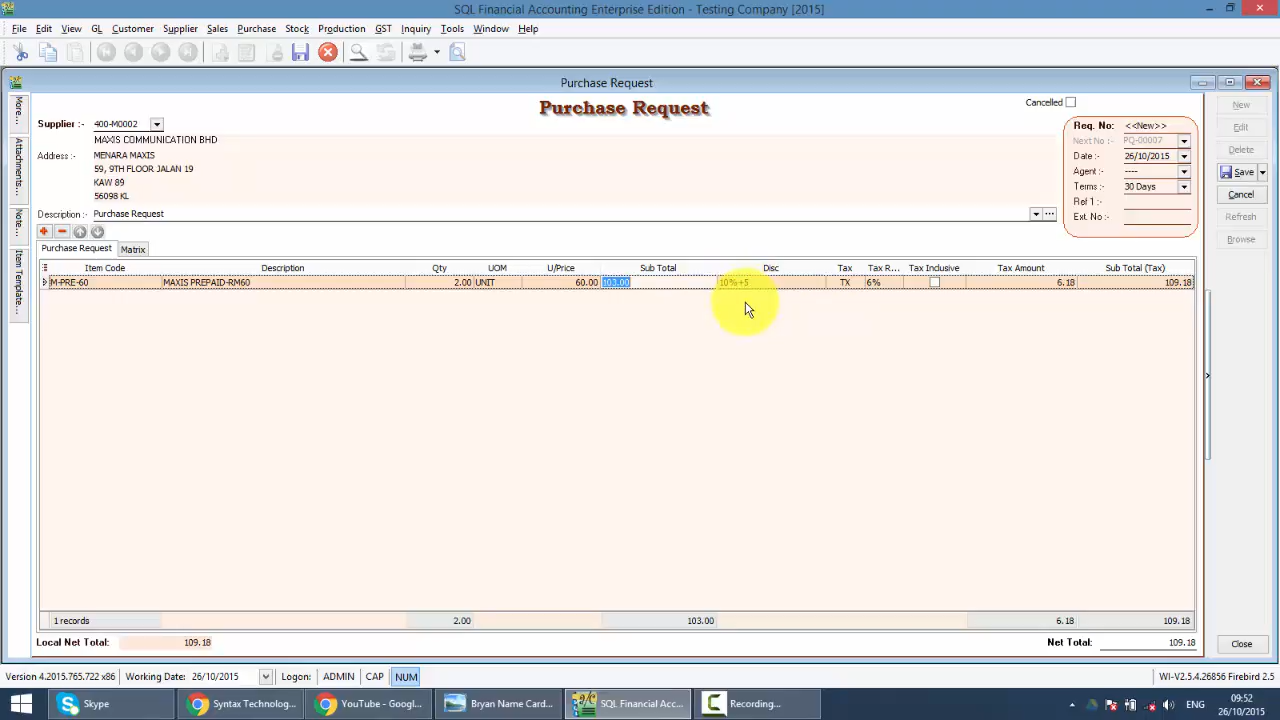 SQL Financial Accounting Enterprise Edition - Testing Company [2015]
File Edit View GL Customer Supplier Sales Purchase Stock Production GST Inquiry Tools Window Help
Purchase Request
Purchase Request
Cancelled
Supplier :- 400-M0002
MAXIS COMMUNICATION BHD
Address :- MENARA MAXIS
59, 9TH FLOOR JALAN 19
KAW 89
56098 KL
Description :- Purchase Request
Req. No: <<New>>
Next No :- PQ-00007
Date :- 26/10/2015
Agent :- ----
Terms :- 30 Days
Ref 1 :-
Ext. No :-
New
Edit
Delete
Save
Cancel
Refresh
Browse
More...
Attachments...
Note...
Item Template...
Purchase Request Matrix
Item Code Description Qty UOM U/Price Sub Total Disc Tax Tax R... Tax Inclusive Tax Amount Sub Total (Tax)
M-PRE-60 MAXIS PREPAID-RM60 2.00 UNIT 60.00 103.00 10%+5 TX 6% 6.18 109.18
1 records 2.00 103.00 6.18 109.18
Local Net Total: 109.18 Net Total: 109.18
Close
Version 4.2015.765.722 x86 Working Date: 26/10/2015 Logon: ADMIN CAP NUM WI-V2.5.4.26856 Firebird 2.5
Skype Syntax Technolog... YouTube - Googl... Bryan Name Card... SQL Financial Acc... Recording... ENG 09:52
26/10/2015